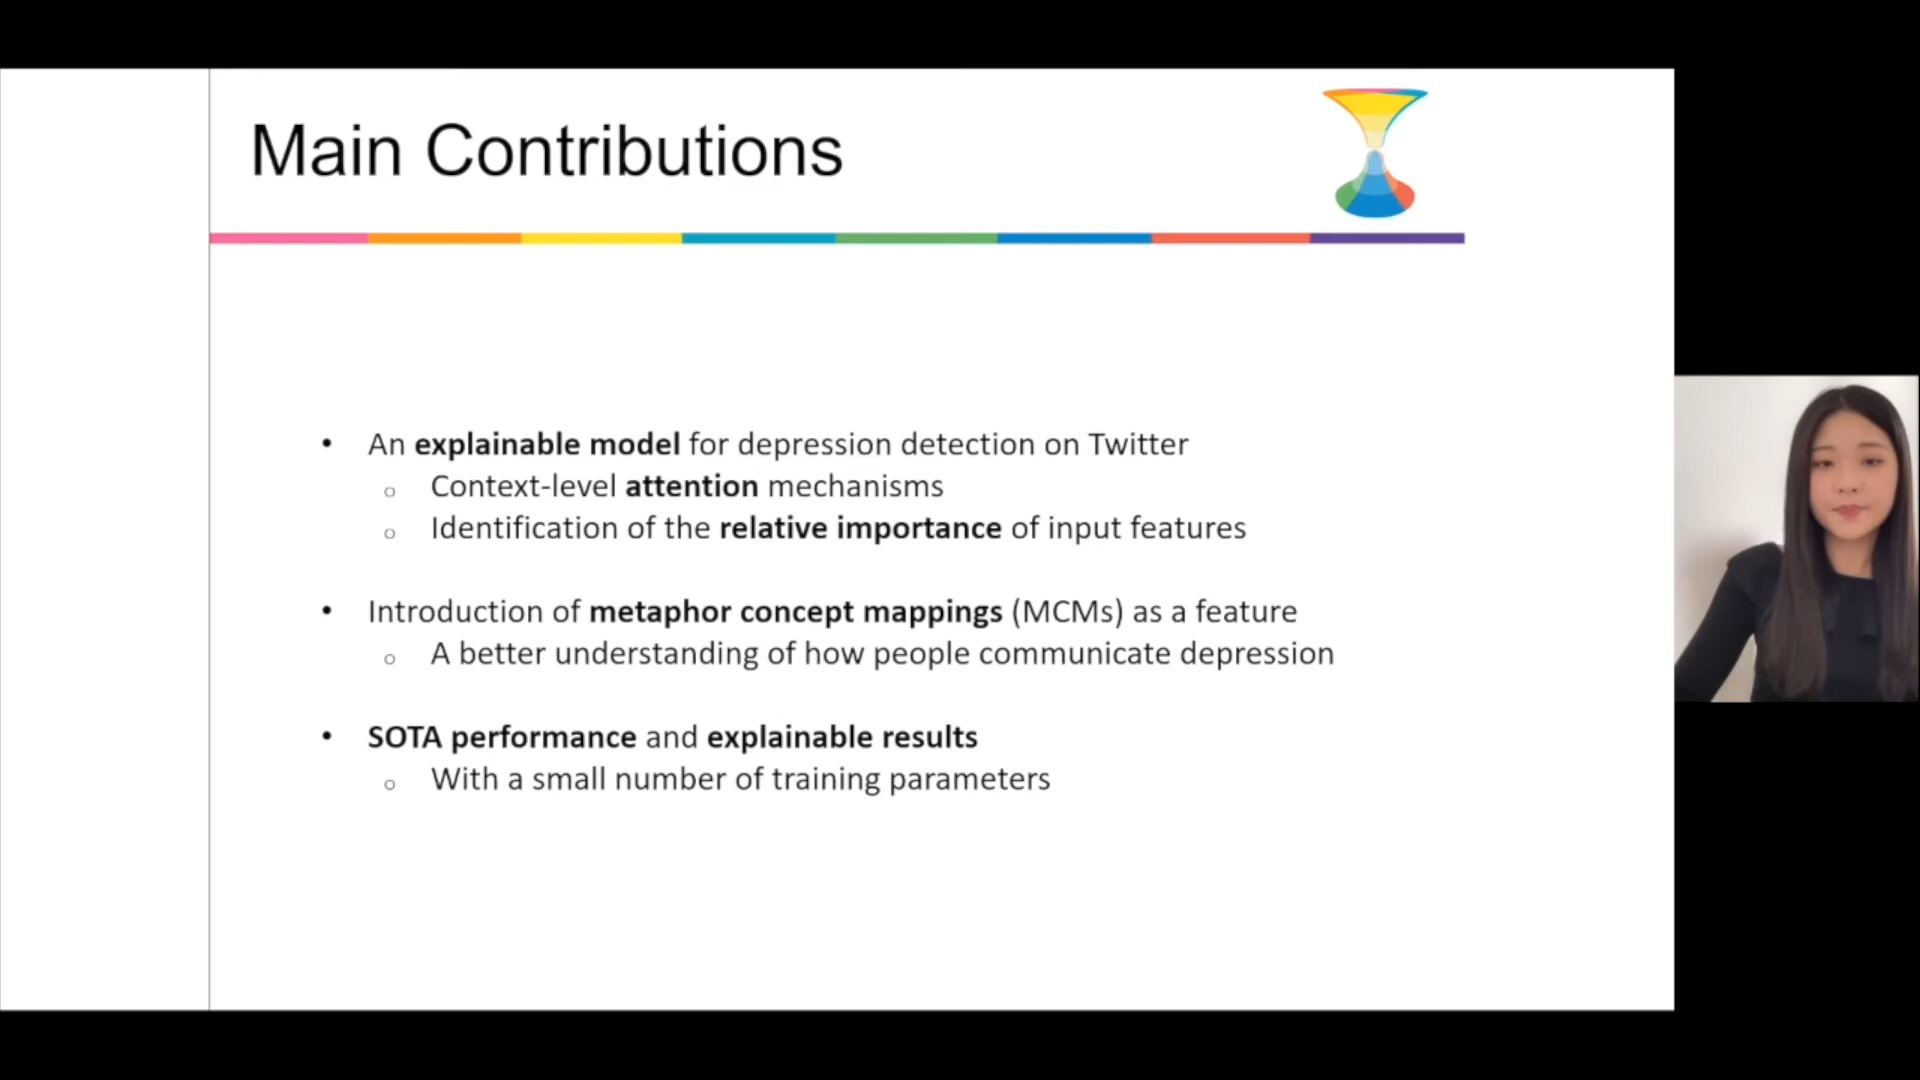 Main Contributions
• An explainable model for depression detection on Twitter
o Context-level attention mechanisms
o Identification of the relative importance of input features
• Introduction of metaphor concept mappings (MCMs) as a feature
o A better understanding of how people communicate depression
• SOTA performance and explainable results
o With a small number of training parameters